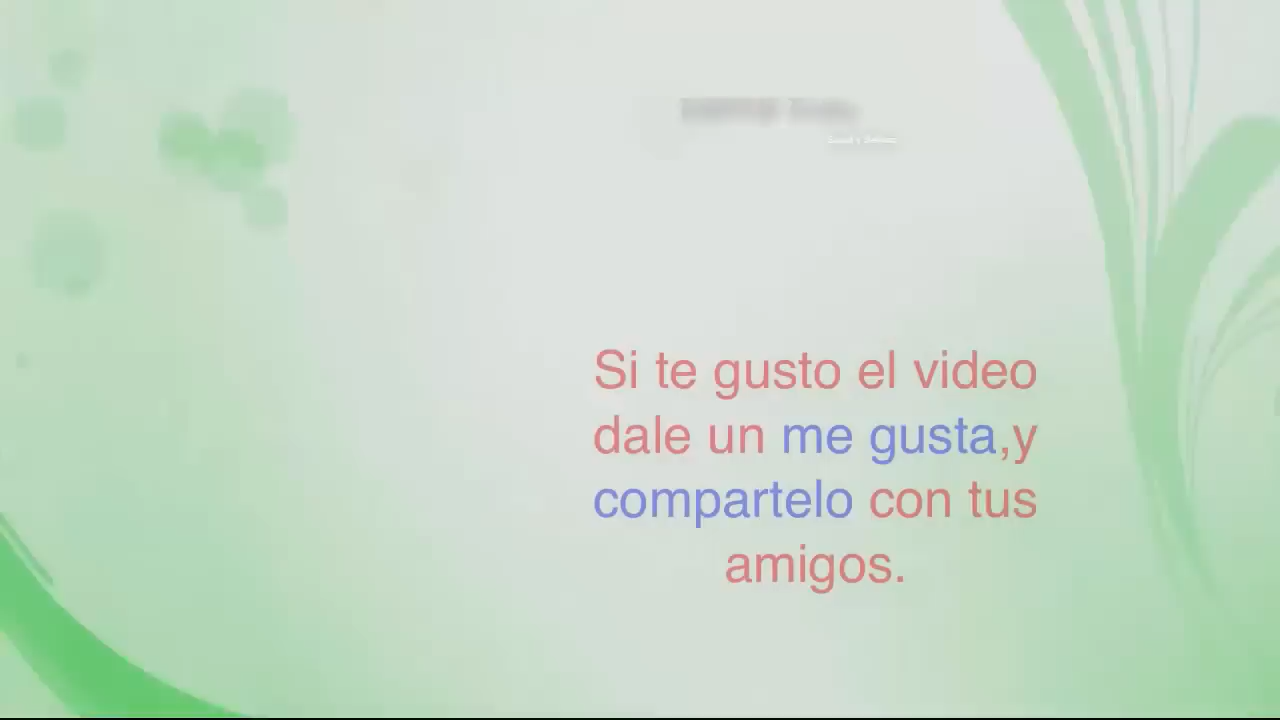 Si te gusto el video
dale un me gusta,y
compartelo con tus
amigos.